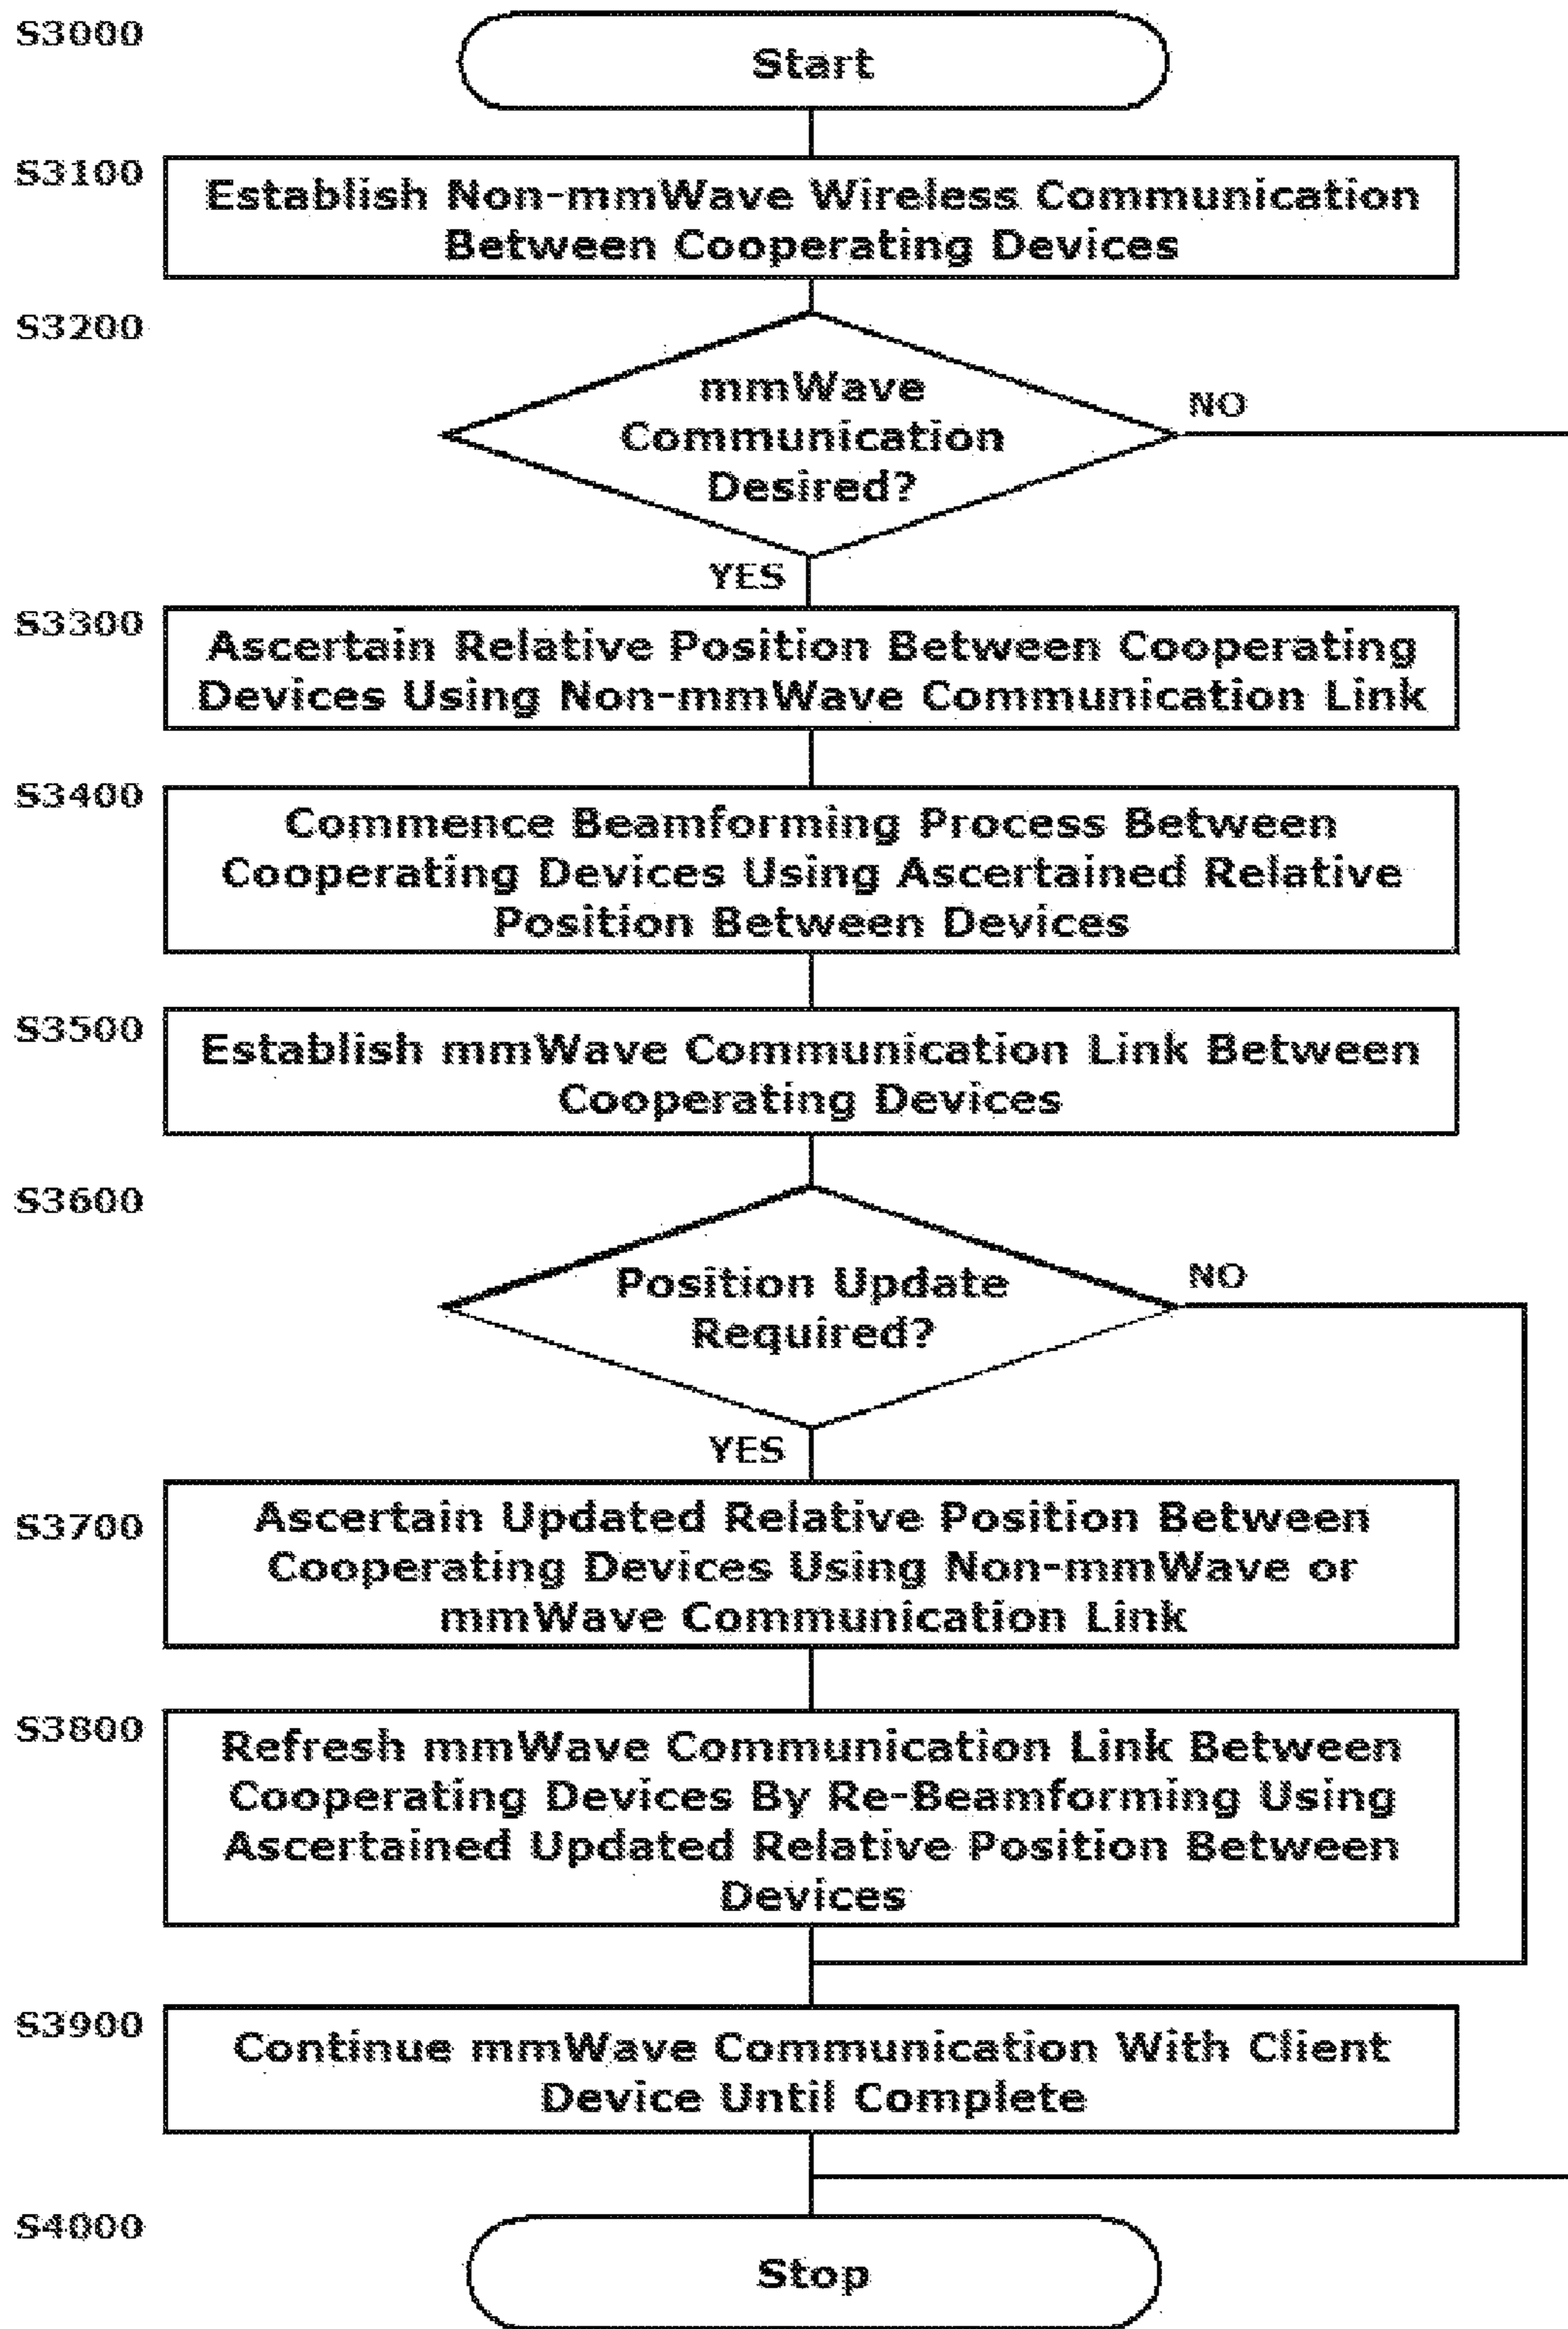 S3000
Start
S3100
Establish Non-mmWave Wireless Communication
Between Cooperating Devices
S3200
mmWave
Communication
Desired?
NO
YES
S3300
Ascertain Relative Position Between Cooperating
Devices Using Non-mmWave Communication Link
S3400
Commence Beamforming Process Between
Cooperating Devices Using Ascertained Relative
Position Between Devices
S3500
Establish mmWave Communication Link Between
Cooperating Devices
S3600
Position Update
Required?
NO
YES
S3700
Ascertain Updated Relative Position Between
Cooperating Devices Using Non-mmWave or
mmWave Communication Link
S3800
Refresh mmWave Communication Link Between
Cooperating Devices By Re-Beamforming Using
Ascertained Updated Relative Position Between
Devices
S3900
Continue mmWave Communication With Client
Device Until Complete
S4000
Stop